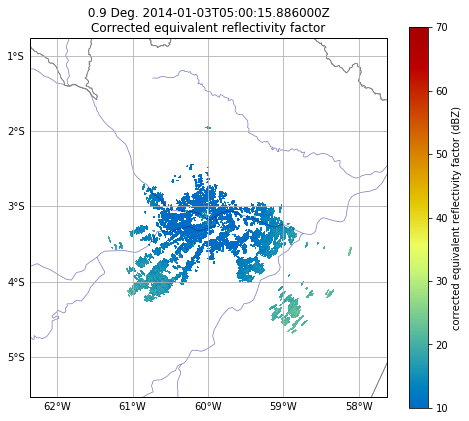 0.9 Deg. 2014-01-03T05:00:15.886000Z
Corrected equivalent reflectivity factor
1°S
2°S
3°S
4°S
5°S
62°W
61°W
60°W
59°W
58°W
70
60
50
40
30
20
10
corrected equivalent reflectivity factor (dBZ)